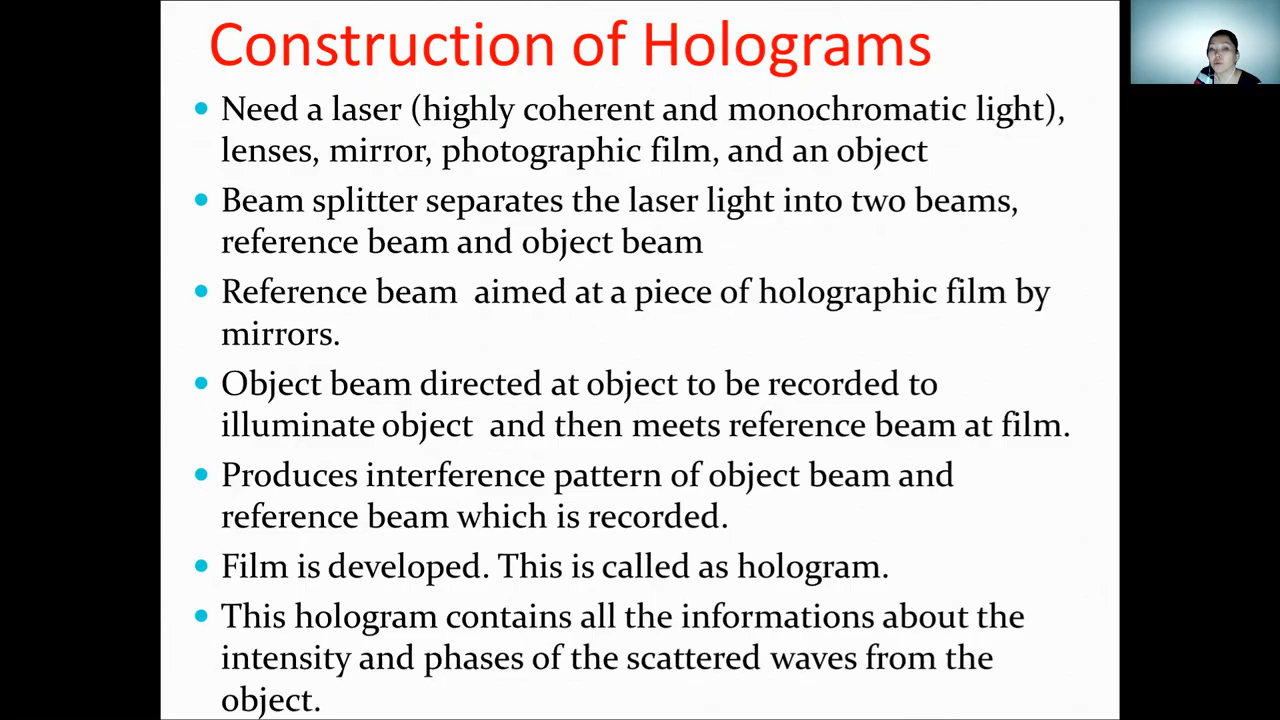 Construction of Holograms
• Need a laser (highly coherent and monochromatic light),
lenses, mirror, photographic film, and an object
• Beam splitter separates the laser light into two beams,
reference beam and object beam
• Reference beam aimed at a piece of holographic film by
mirrors.
• Object beam directed at object to be recorded to
illuminate object and then meets reference beam at film.
• Produces interference pattern of object beam and
reference beam which is recorded.
• Film is developed. This is called as hologram.
• This hologram contains all the informations about the
intensity and phases of the scattered waves from the
object.